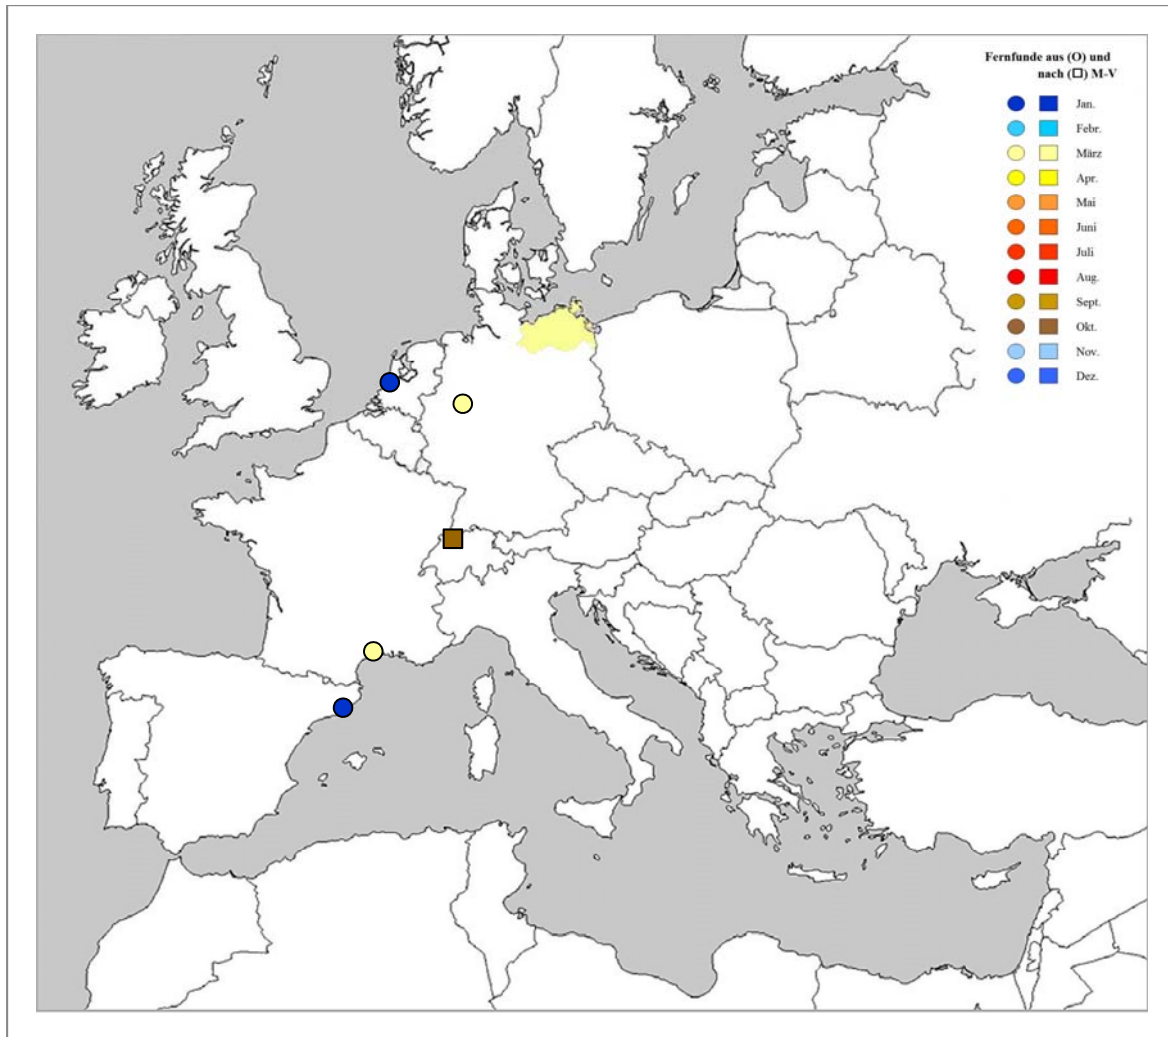 Fernfunde aus (O) und
nach (□) M-V
Jan.
Febr.
März
Apr.
Mai
Juni
Juli
Aug.
Sept.
Okt.
Nov.
Dez.